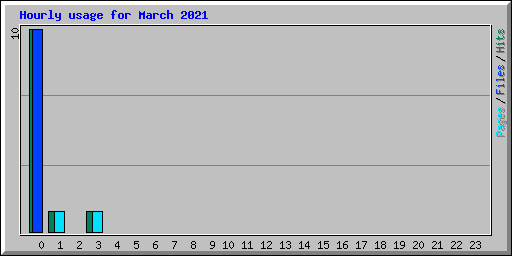 Hourly usage for March 2021
10
Pages/Files/Hits
0 1 2 3 4 5 6 7 8 9 10 11 12 13 14 15 16 17 18 19 20 21 22 23